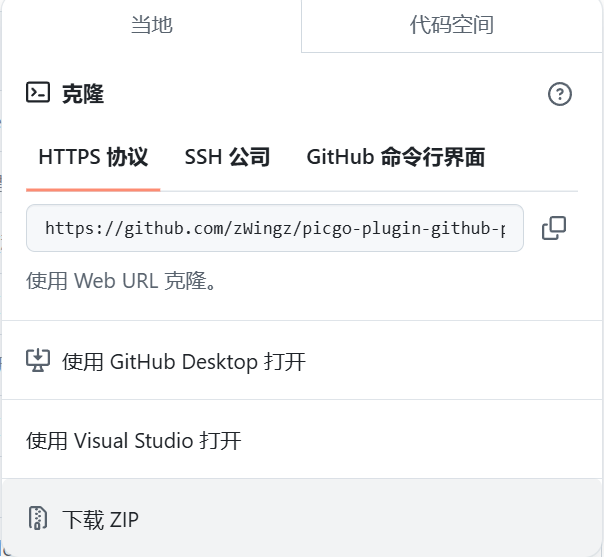 当地
代码空间
克隆
HTTPS 协议
SSH 公司
GitHub 命令行界面
https://github.com/zWingz/picgo-plugin-github-p
使用 Web URL 克隆。
使用 GitHub Desktop 打开
使用 Visual Studio 打开
下载 ZIP